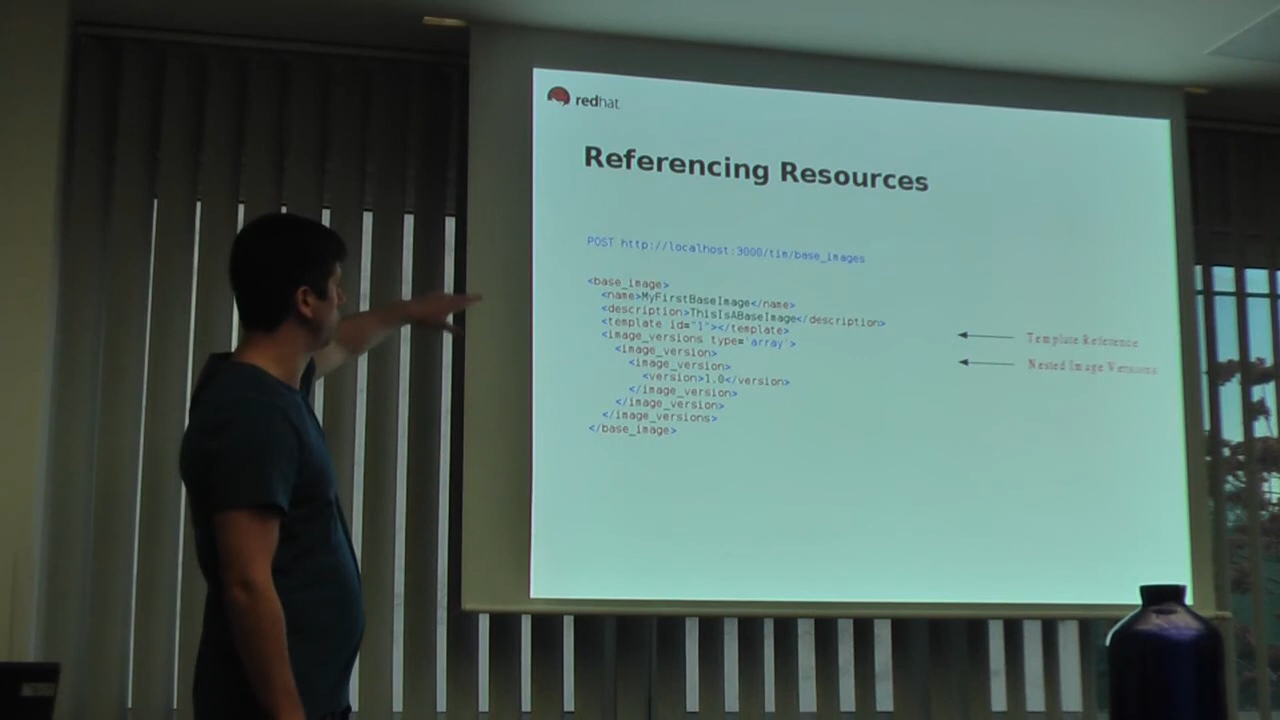 redhat
Referencing Resources
POST http://localhost:3000/tim/base_images
<base_image>
<name>MyFirstBaseImage</name>
<description>ThisIsABaseImage</description>
<template id="1"></template>
<image_versions type='array'>
<image_version>
<image_version>
<version>1.0</version>
</image_version>
</image_version>
</image_versions>
</base_image>
Template Reference
Nested Image Versions